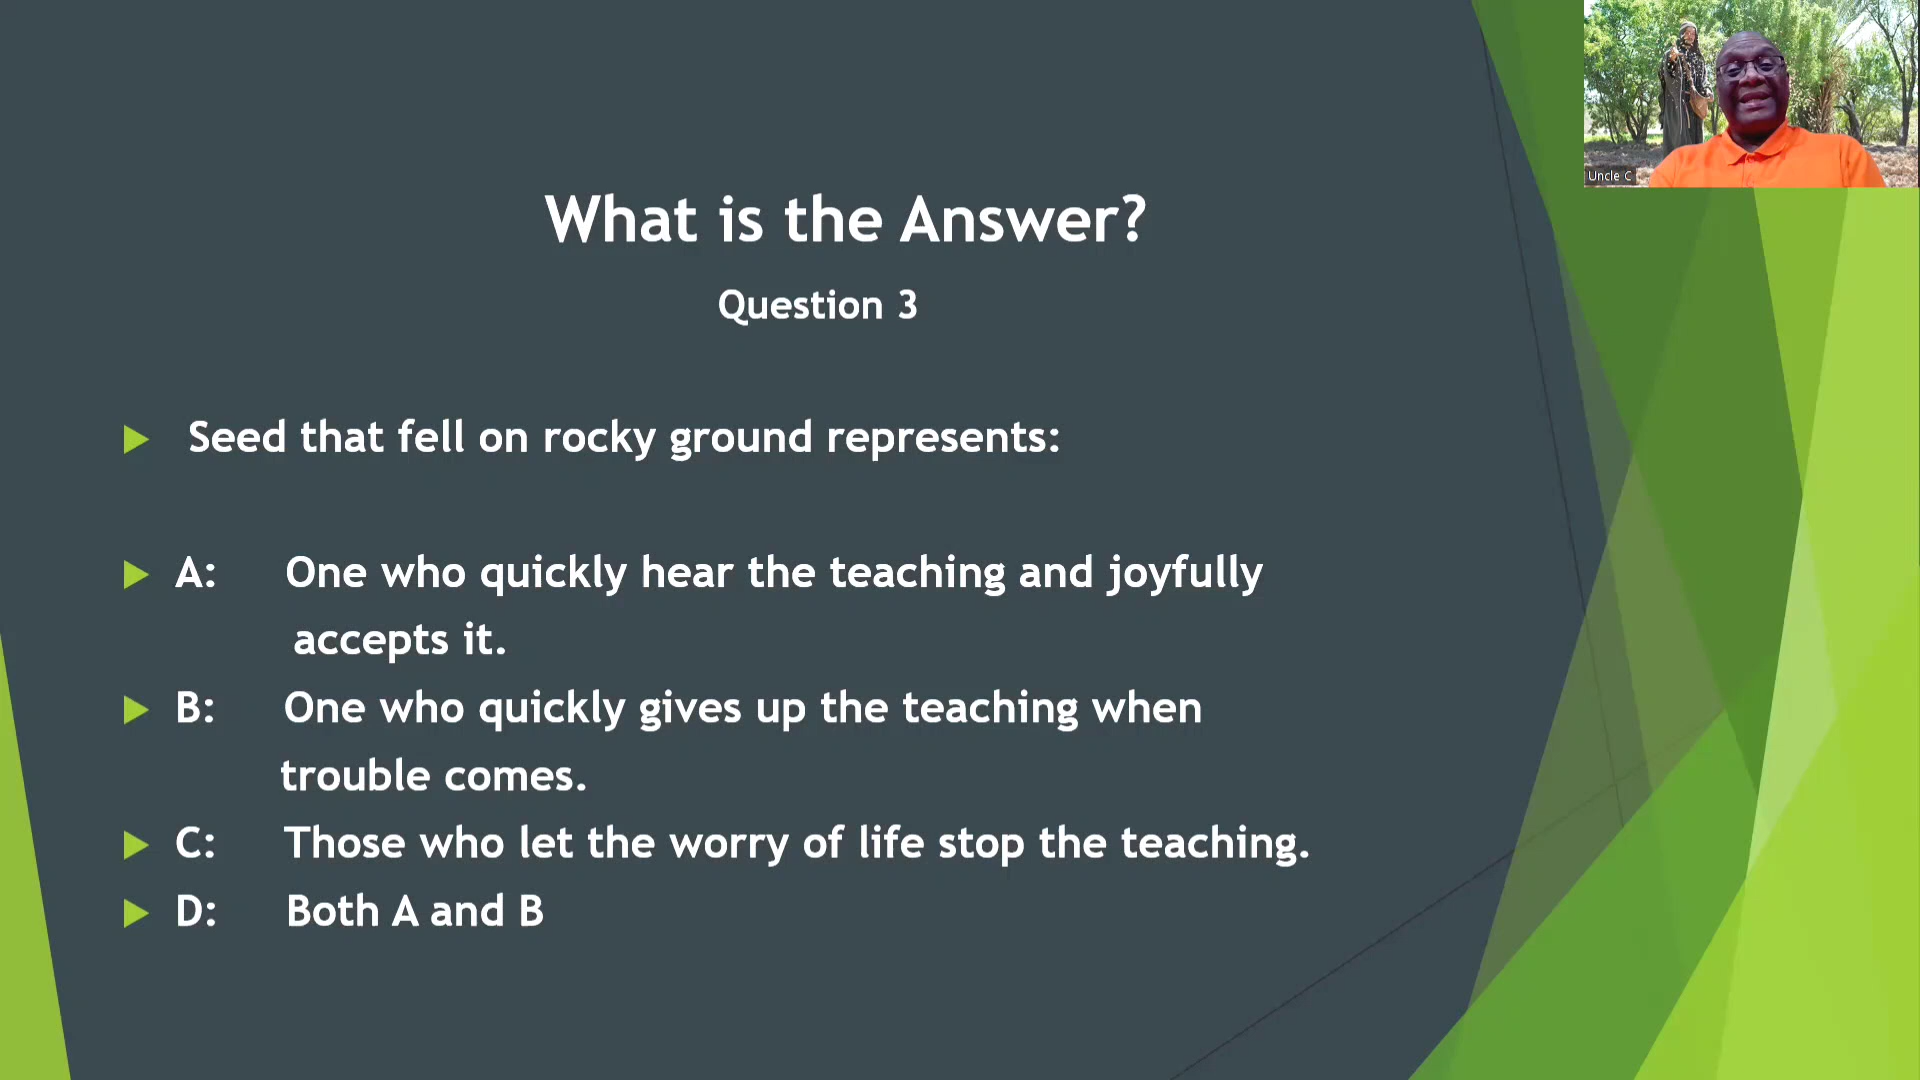 Uncle C
What is the Answer?
Question 3
Seed that fell on rocky ground represents:
A: One who quickly hear the teaching and joyfully
accepts it.
B: One who quickly gives up the teaching when
trouble comes.
C: Those who let the worry of life stop the teaching.
D: Both A and B